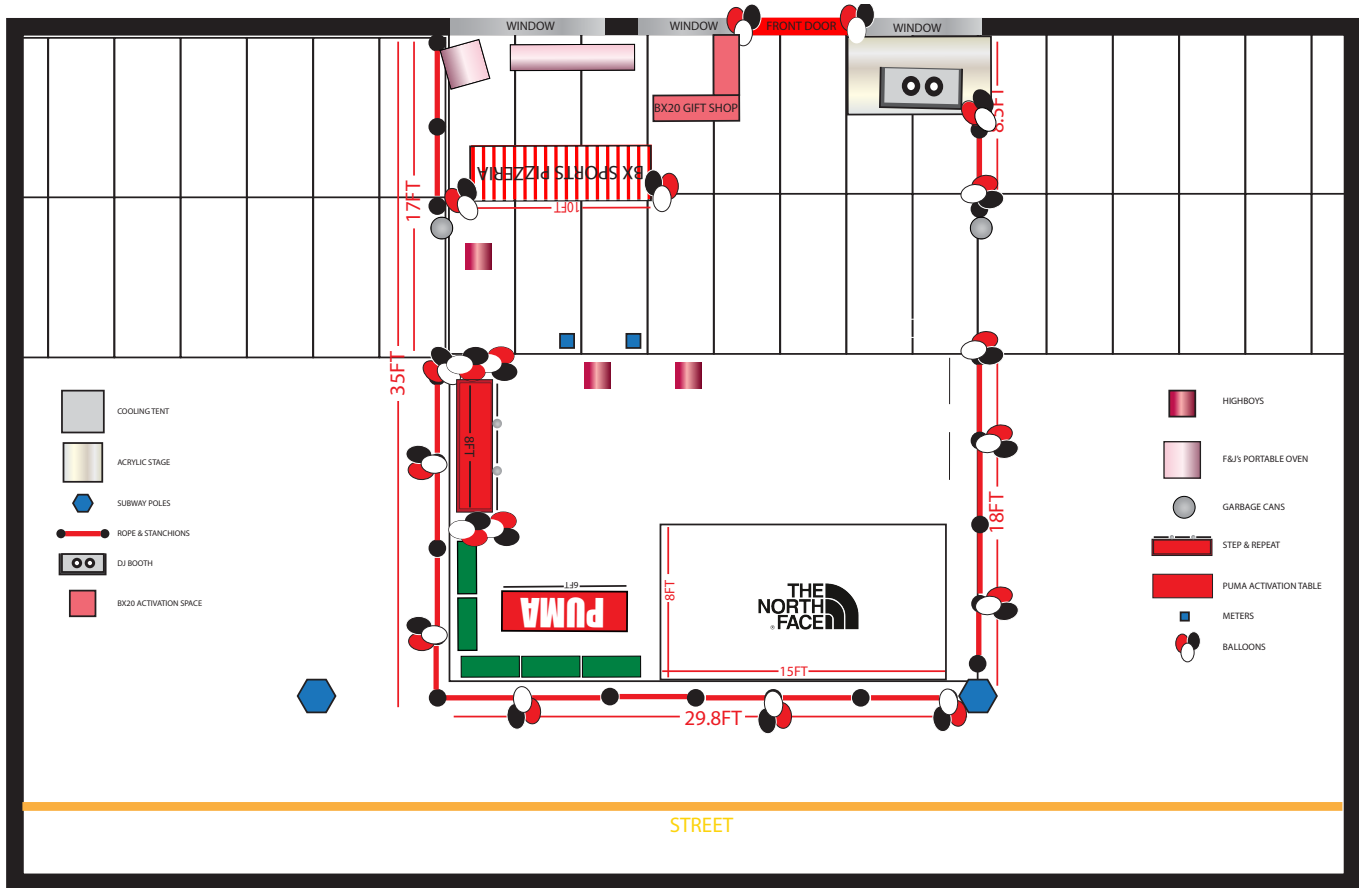 WINDOW
WINDOW
FRONT DOOR
WINDOW
BX20 GIFT SHOP
8.5FT
BX SPORTS PIZZERIA
10FT
17FT
35FT
8FT
COOLING TENT
ACRYLIC STAGE
SUBWAY POLES
ROPE & STANCHIONS
DJ BOOTH
BX20 ACTIVATION SPACE
HIGHBOYS
F&J's PORTABLE OVEN
GARBAGE CANS
STEP & REPEAT
PUMA ACTIVATION TABLE
METERS
BALLOONS
18FT
6FT
PUMA
8FT
THE
NORTH
FACE
®
15FT
29.8FT
STREET